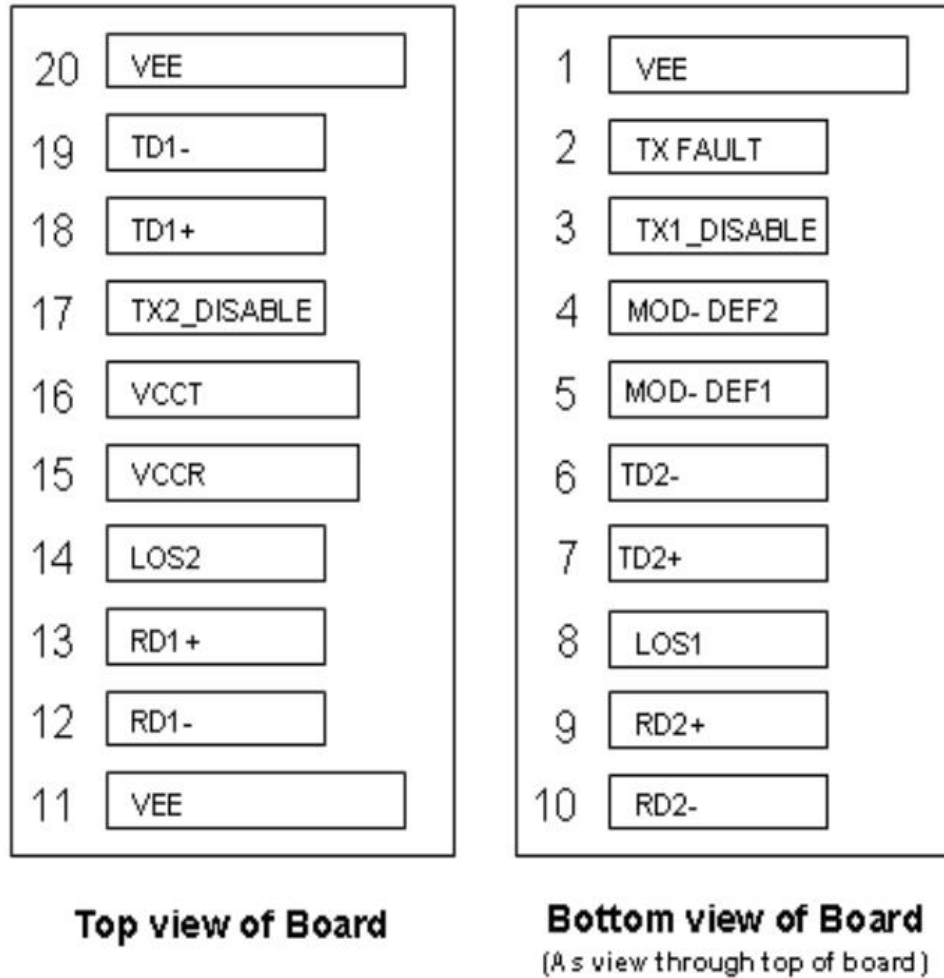 20 VEE
19 TD1-
18 TD1+
17 TX2_DISABLE
16 VCCT
15 VCCR
14 LOS2
13 RD1+
12 RD1-
11 VEE
Top view of Board
1 VEE
2 TX FAULT
3 TX1_DISABLE
4 MOD- DEF2
5 MOD- DEF1
6 TD2-
7 TD2+
8 LOS1
9 RD2+
10 RD2-
Bottom view of Board
(As view through top of board)